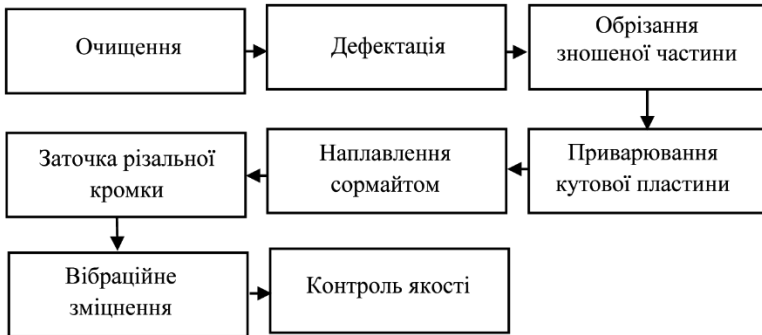 Очищення
Дефектація
Обрізання
зношеної частини
Приварювання
кутової пластини
Наплавлення
сормайтом
Заточка різальної
кромки
Вібраційне
зміцнення
Контроль якості